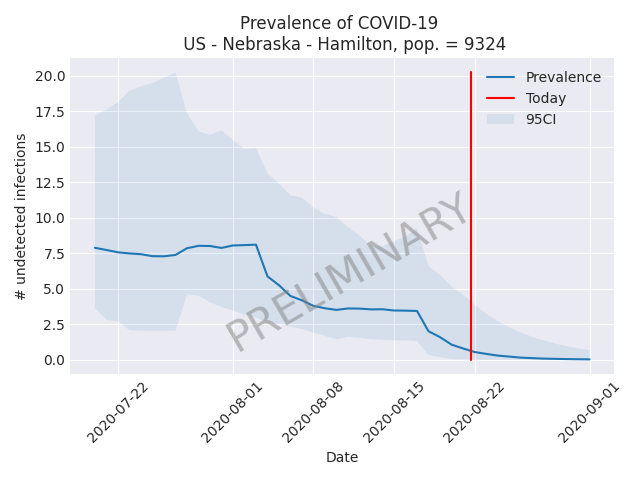 Prevalence of COVID-19
US - Nebraska - Hamilton, pop. = 9324
20.0
17.5
15.0
12.5
10.0
7.5
5.0
2.5
0.0
# undetected infections
Prevalence
Today
95CI
PRELIMINARY
2020-07-22
2020-08-01
2020-08-08
2020-08-15
2020-08-22
2020-09-01
Date